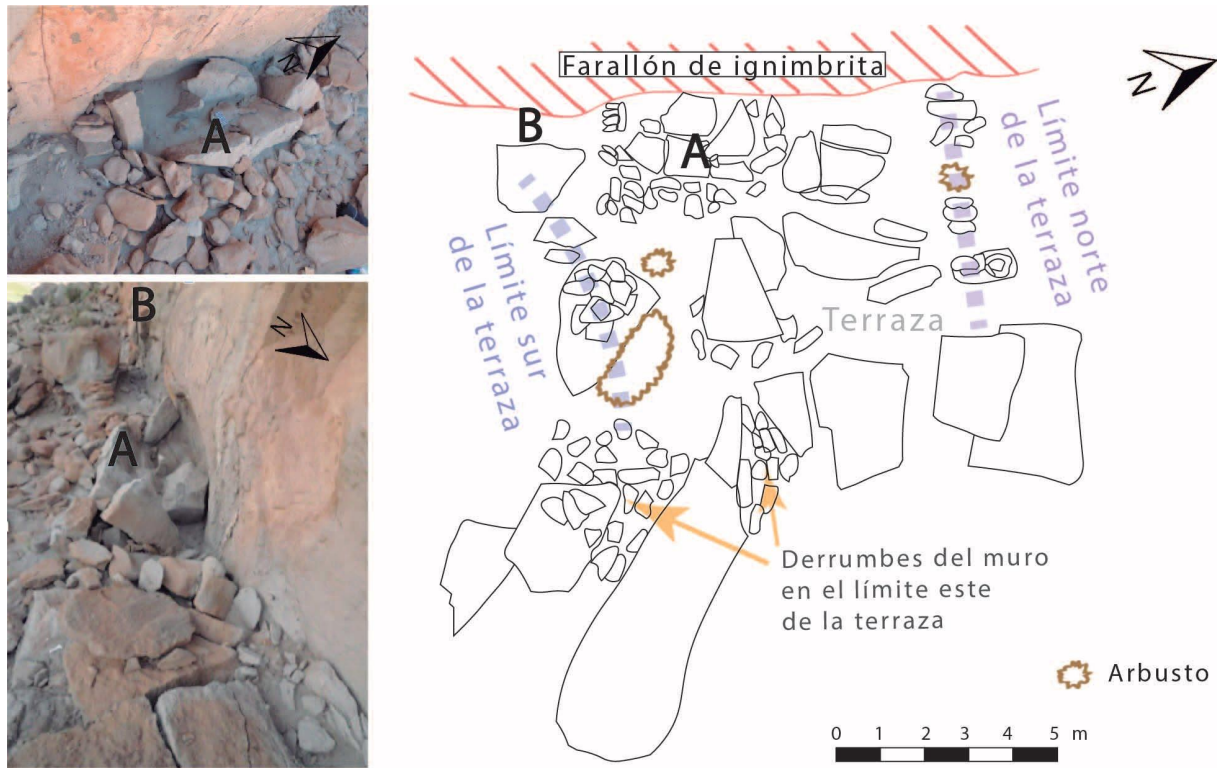 N
A
B
N
A
Farallón de ignimbrita
N
B
A
Límite sur
de la terraza
Límite norte
de la terraza
Terraza
Derrumbes del muro
en el límite este
de la terraza
Arbusto
0 1 2 3 4 5 m